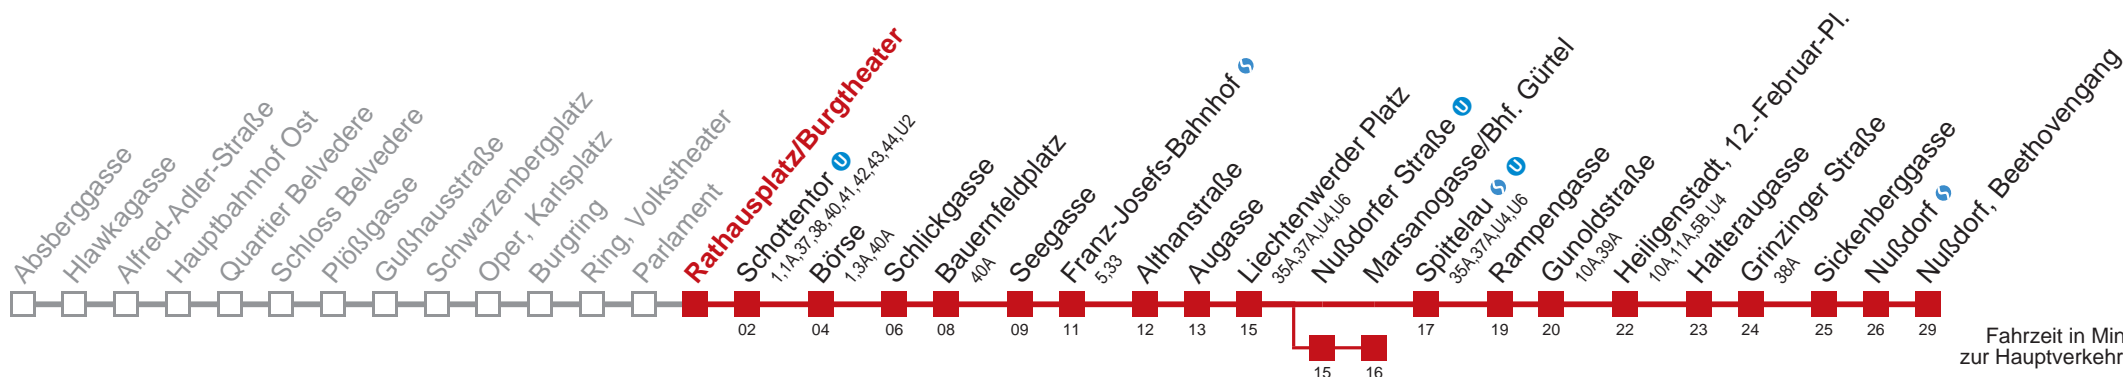 Absberggasse
Hlawkagasse
Alfred-Adler-Straße
Hauptbahnhof Ost
Quartier Belvedere
Schloss Belvedere
Plößlgasse
Gußhausstraße
Schwarzenbergplatz
Oper, Karlsplatz
Burgring
Ring, Volkstheater
Parlament
Rathausplatz/Burgtheater
Schottentor U
1,1A,37,38,40,41,42,43,44,U2
Börse
1,3A,40A
Schlickgasse
Bauernfeldplatz
40A
Seegasse
Franz-Josefs-Bahnhof S
5,33
Althanstraße
Augasse
Liechtenwerder Platz
35A,37A,U4,U6
Nußdorfer Straße U
Marsanogasse/Bhf. Gürtel
Spittelau S U
35A,37A,U4,U6
Rampengasse
Gunoldstraße
10A,39A
Heiligenstadt, 12.-Februar-Pl.
10A,11A,5B,U4
Halteraugasse
Grinzinger Straße
38A
Sickenberggasse
Nußdorf S
Nußdorf, Beethovengang
02 04 06 08 09 11 12 13 15 17 19 20 22 23 24 25 26 29
15 16
Fahrzeit in Min
zur Hauptverkehr